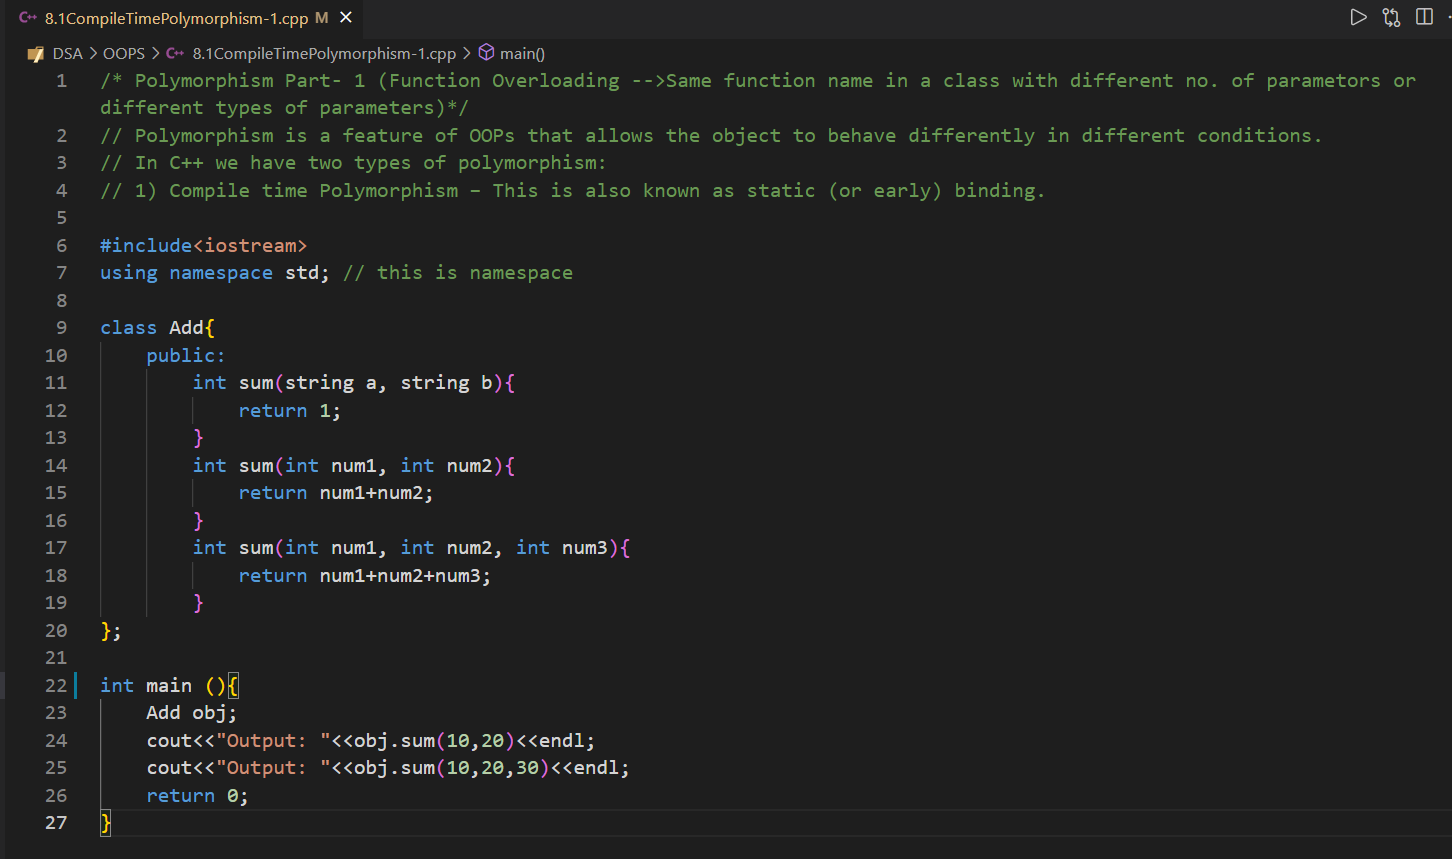 C++ 8.1CompileTimePolymorphism-1.cpp M ×
DSA > OOPS > C++ 8.1CompileTimePolymorphism-1.cpp > main()
1 /* Polymorphism Part- 1 (Function Overloading -->Same function name in a class with different no. of parametors or
different types of parameters)*/
2 // Polymorphism is a feature of OOPs that allows the object to behave differently in different conditions.
3 // In C++ we have two types of polymorphism:
4 // 1) Compile time Polymorphism – This is also known as static (or early) binding.
5
6 #include<iostream>
7 using namespace std; // this is namespace
8
9 class Add{
10     public:
11         int sum(string a, string b){
12             return 1;
13         }
14         int sum(int num1, int num2){
15             return num1+num2;
16         }
17         int sum(int num1, int num2, int num3){
18             return num1+num2+num3;
19         }
20 };
21
22 int main (){
23     Add obj;
24     cout<<"Output: "<<obj.sum(10,20)<<endl;
25     cout<<"Output: "<<obj.sum(10,20,30)<<endl;
26     return 0;
27 }